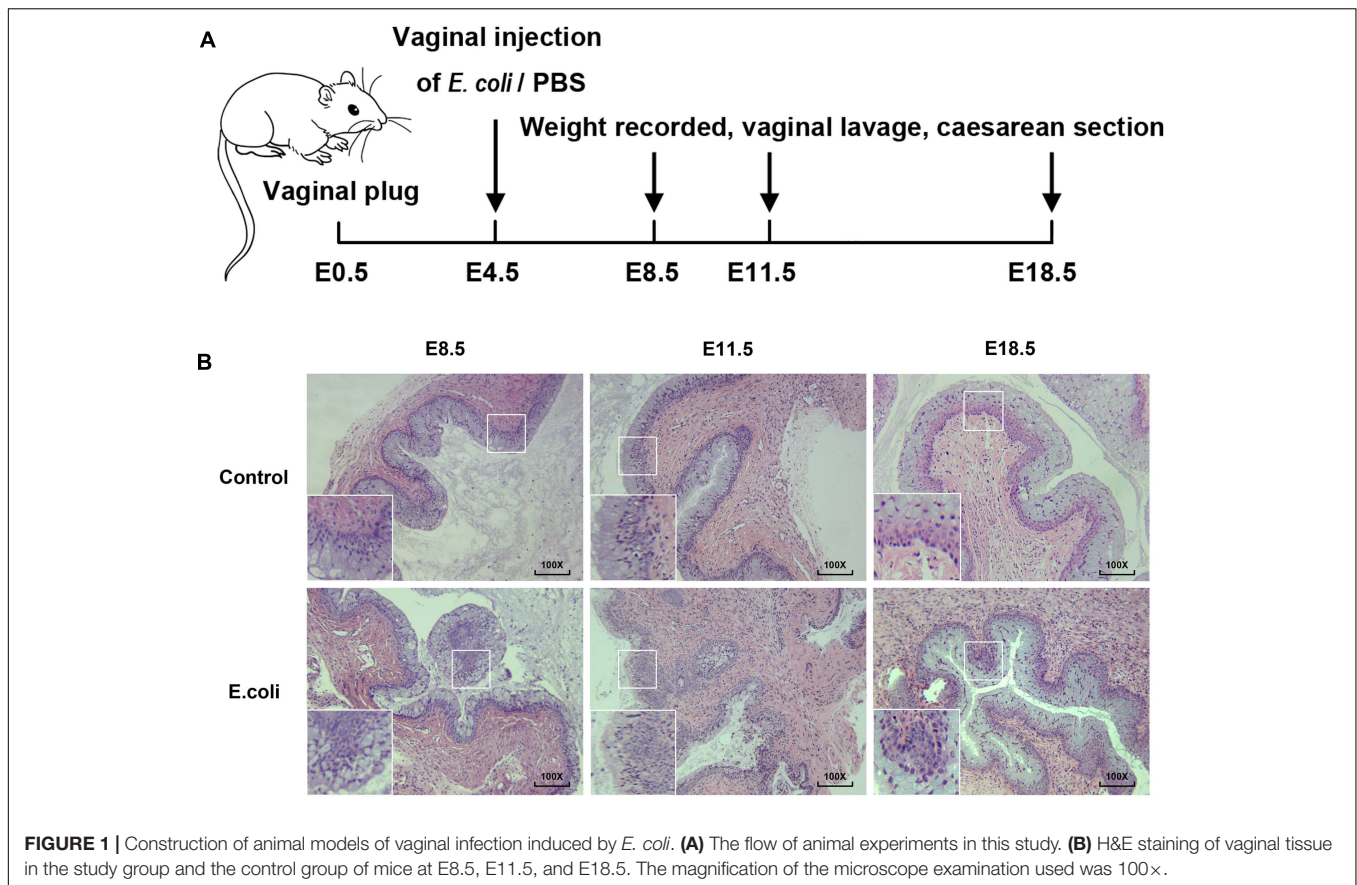 A
Vaginal injection
of E. coli / PBS
Weight recorded, vaginal lavage, caesarean section
Vaginal plug
E0.5 E4.5 E8.5 E11.5 E18.5
B
E8.5 E11.5 E18.5
Control
100X 100X 100X
E.coli
100X 100X 100X
FIGURE 1 | Construction of animal models of vaginal infection induced by E. coli. (A) The flow of animal experiments in this study. (B) H&E staining of vaginal tissue
in the study group and the control group of mice at E8.5, E11.5, and E18.5. The magnification of the microscope examination used was 100×.